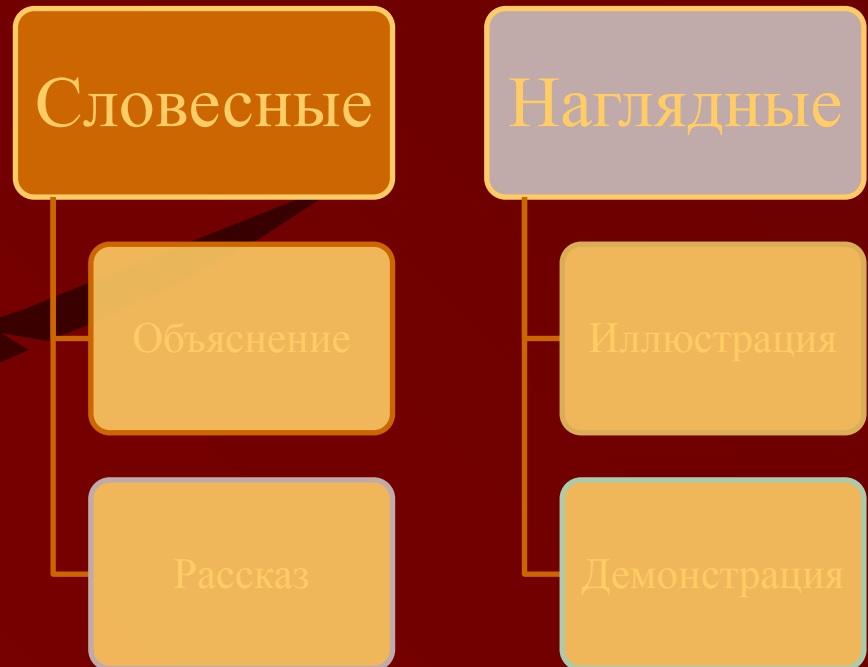 Словесные
Объяснение
Рассказ
Наглядные
Иллюстрация
Демонстрация